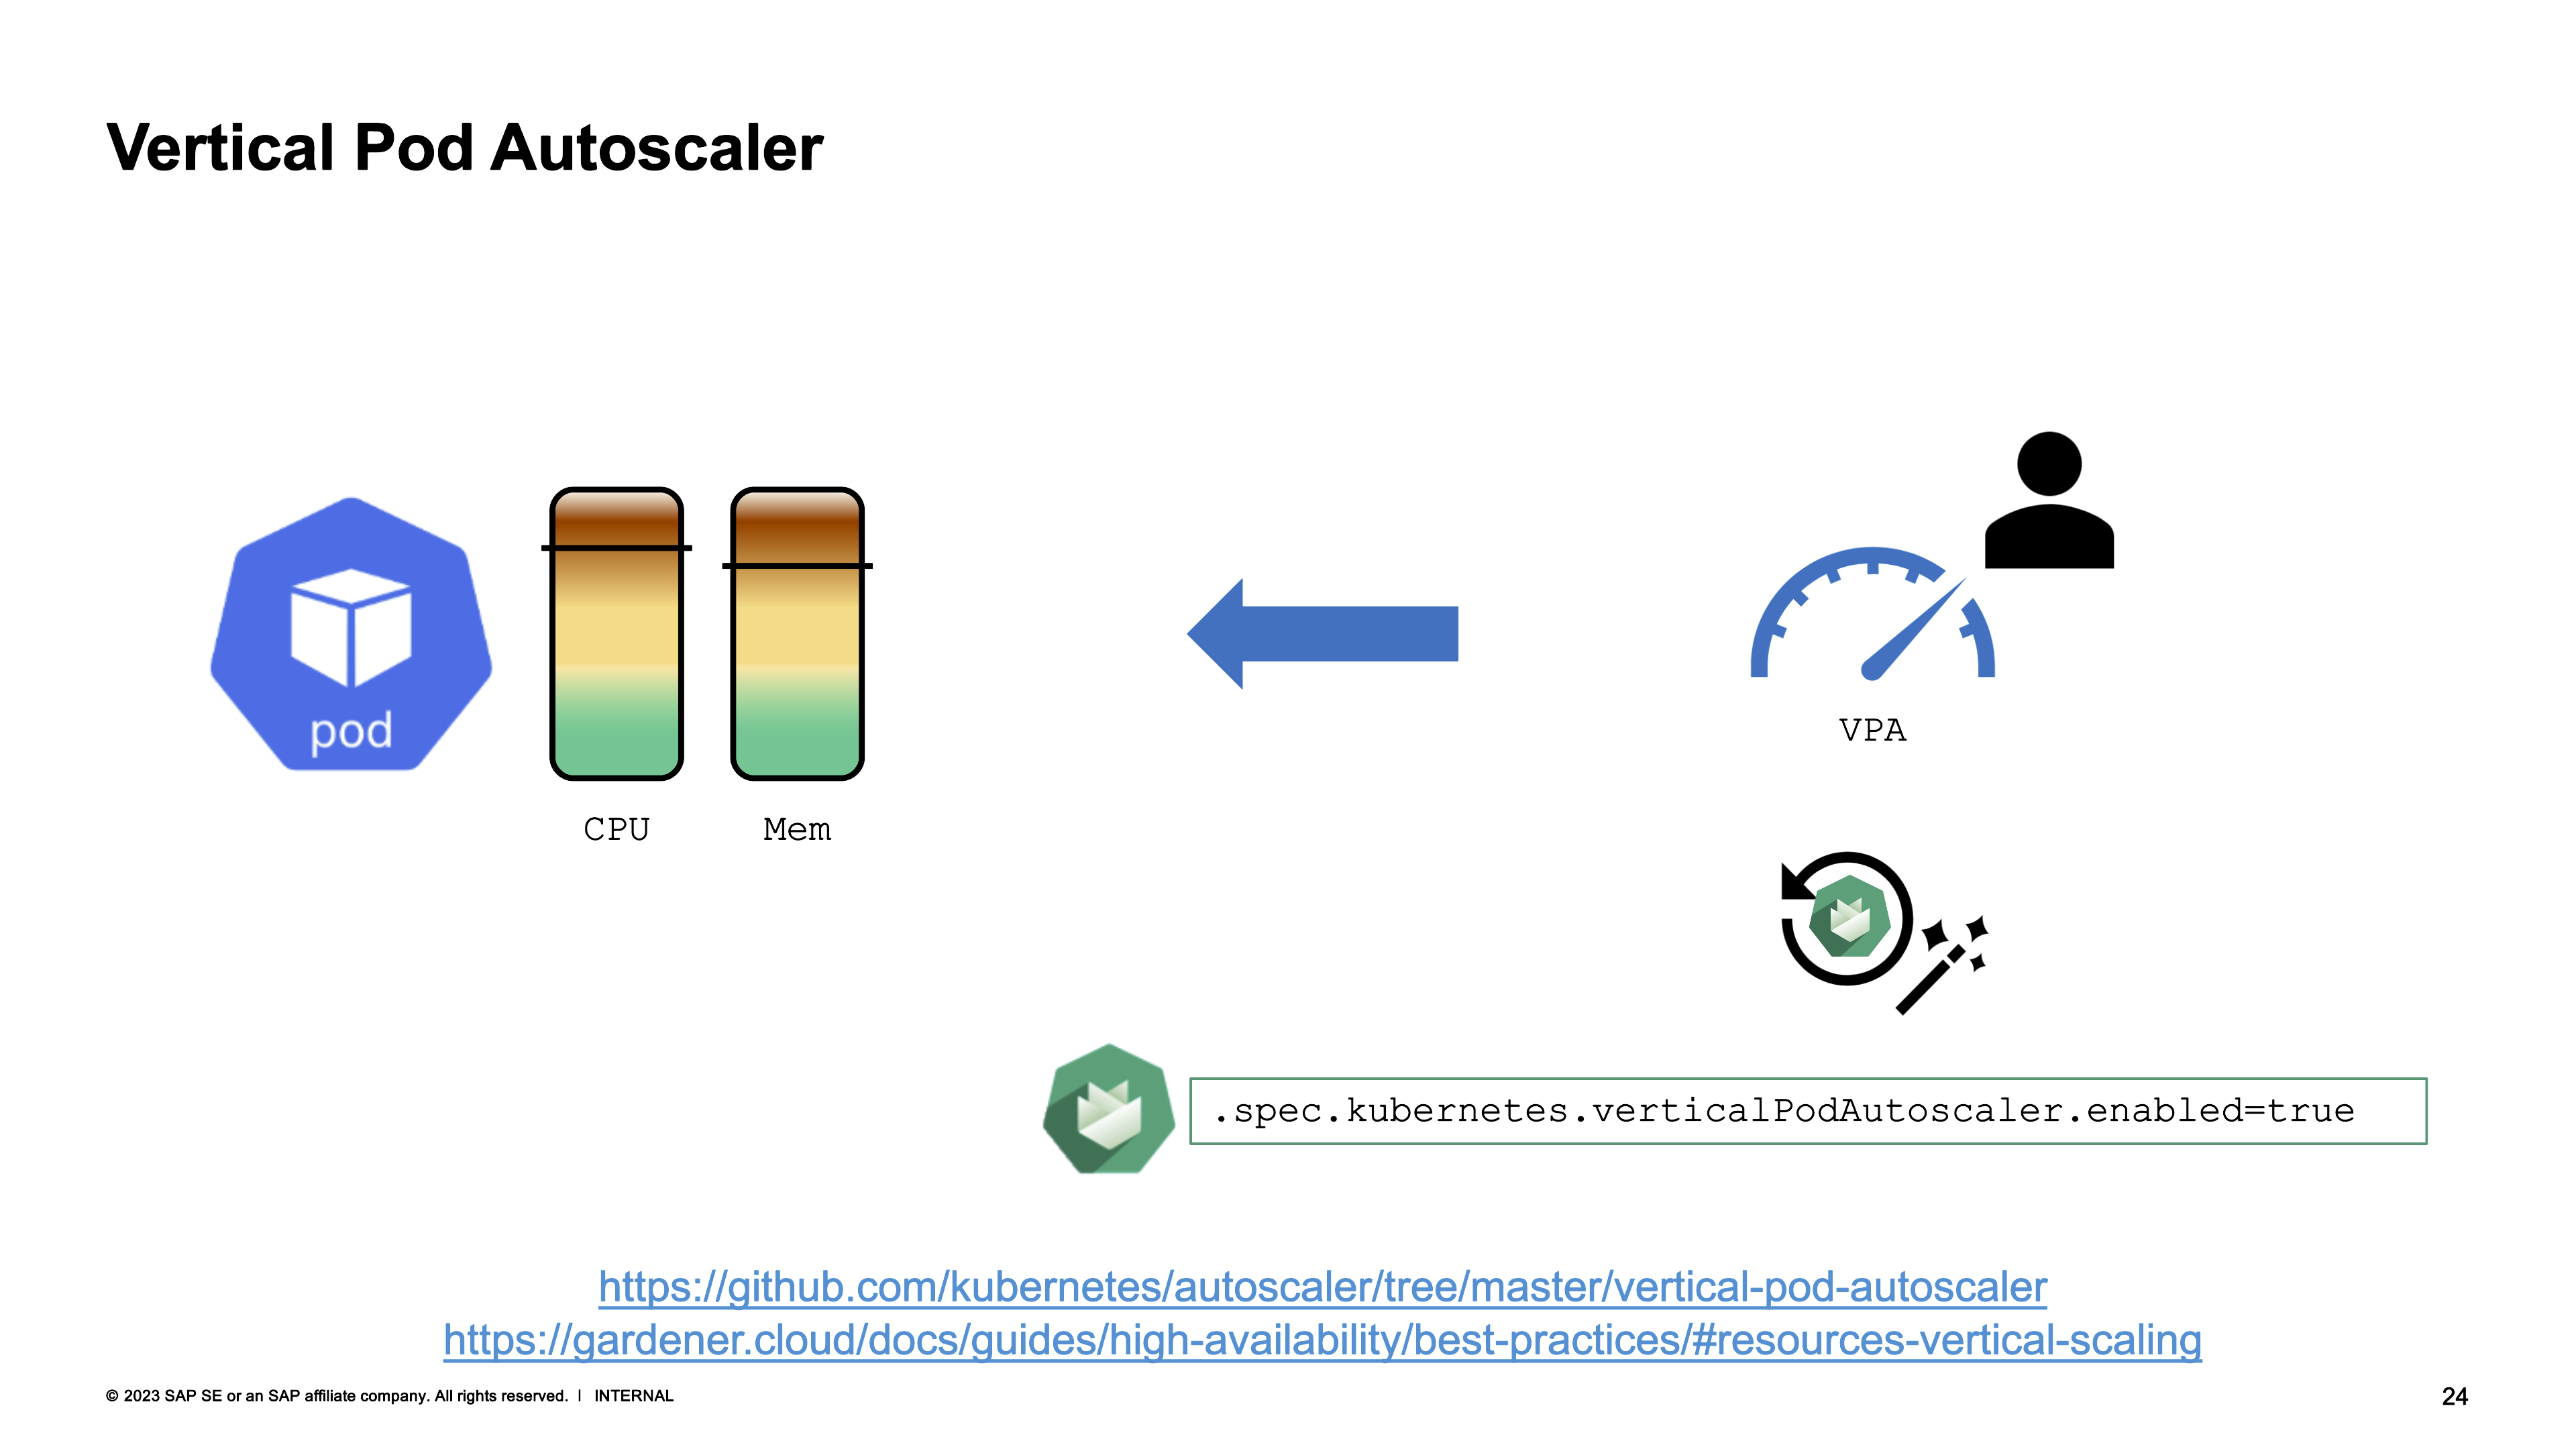 Vertical Pod Autoscaler
pod
CPU
Mem
VPA
.spec.kubernetes.verticalPodAutoscaler.enabled=true
https://github.com/kubernetes/autoscaler/tree/master/vertical-pod-autoscaler
https://gardener.cloud/docs/guides/high-availability/best-practices/#resources-vertical-scaling
© 2023 SAP SE or an SAP affiliate company. All rights reserved. | INTERNAL
24